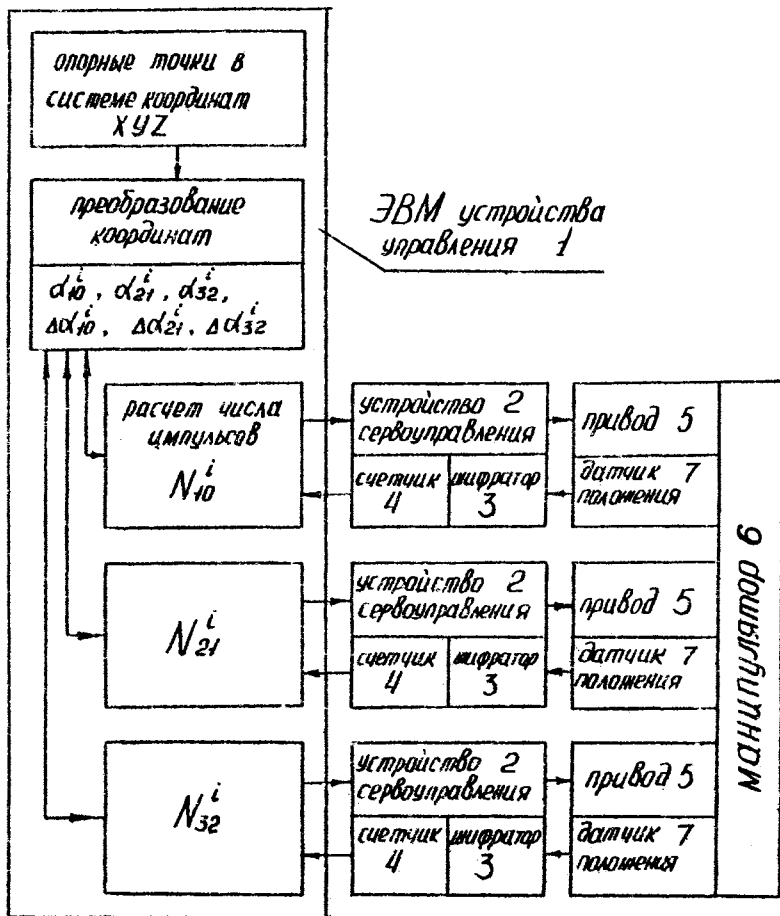 опорные точки в
системе координат
XYZ
преобразование
координат
α₁₀ⁱ, α₂₁ⁱ, α₃₂ⁱ,
Δα₁₀ⁱ, Δα₂₁ⁱ, Δα₃₂ⁱ
ЭВМ устройства
управления 1
расчет числа
импульсов
N₁₀ⁱ
устройство 2
сервоуправления
счетчик
4
шифратор
3
привод 5
датчик 7
положения
N₂₁ⁱ
устройство 2
сервоуправления
счетчик
4
шифратор
3
привод 5
датчик 7
положения
N₃₂ⁱ
устройство 2
сервоуправления
счетчик
4
шифратор
3
привод 5
датчик 7
положения
манипулятор 6